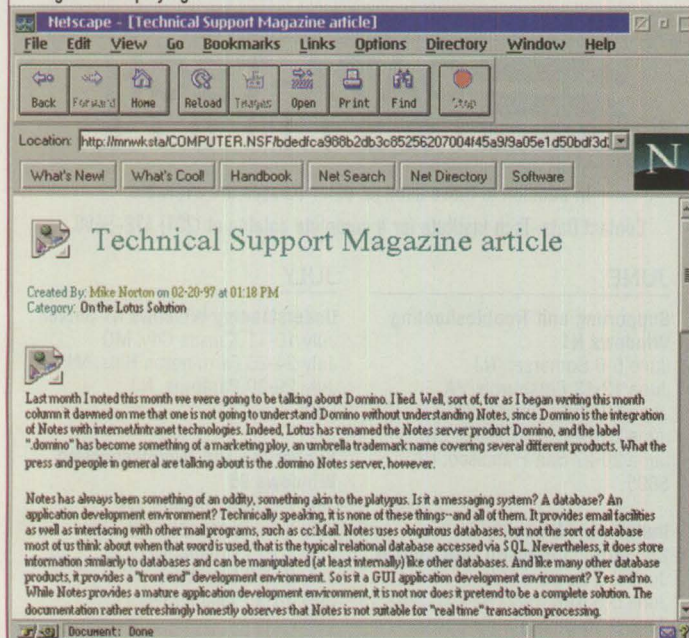 Netscape - [Technical Support Magazine article]
File Edit View Go Bookmarks Links Options Directory Window Help
Back Forward Home Reload Images Open Print Find Stop
Location: http://mnwk.sta/COMPUTER.NSF/bdedfca988b2db3c85256207004f45a9/9a05e1d50bdf3d
What's New! What's Cool! Handbook Net Search Net Directory Software
N
Technical Support Magazine article
Created By: Mike Norton on 02-20-97 at 01:18 PM
Category: On the Lotus Solution
Last month I noted this month we were going to be talking about Domino. I lied. Well, sort of, for as I began writing this month
column it dawned on me that one is not going to understand Domino without understanding Notes, since Domino is the integration
of Notes with internet/intranet technologies. Indeed, Lotus has renamed the Notes server product Domino, and the label
".domino" has become something of a marketing ploy, an umbrella trademark name covering several different products. What the
press and people in general are talking about is the .domino Notes server, however.
Notes has always been something of an oddity, something akin to the platypus. Is it a messaging system? A database? An
application development environment? Technically speaking, it is none of these things--and all of them. It provides email facilities
as well as interfacing with other mail programs, such as cc:Mail. Notes uses obiquitous databases, but not the sort of database
most of us think about when that word is used, that is the typical relational database accessed via SQL. Nevertheless, it does store
information similarly to databases and can be manipulated (at least internally) like other databases. And like many other database
products, it provides a "front end" development environment. So is it a GUI application development environment? Yes and no.
While Notes provides a mature application development environment, it is not nor does it pretend to be a complete solution. The
documentation rather refreshingly honestly observes that Notes is not suitable for "real time" transaction processing.
Document: Done